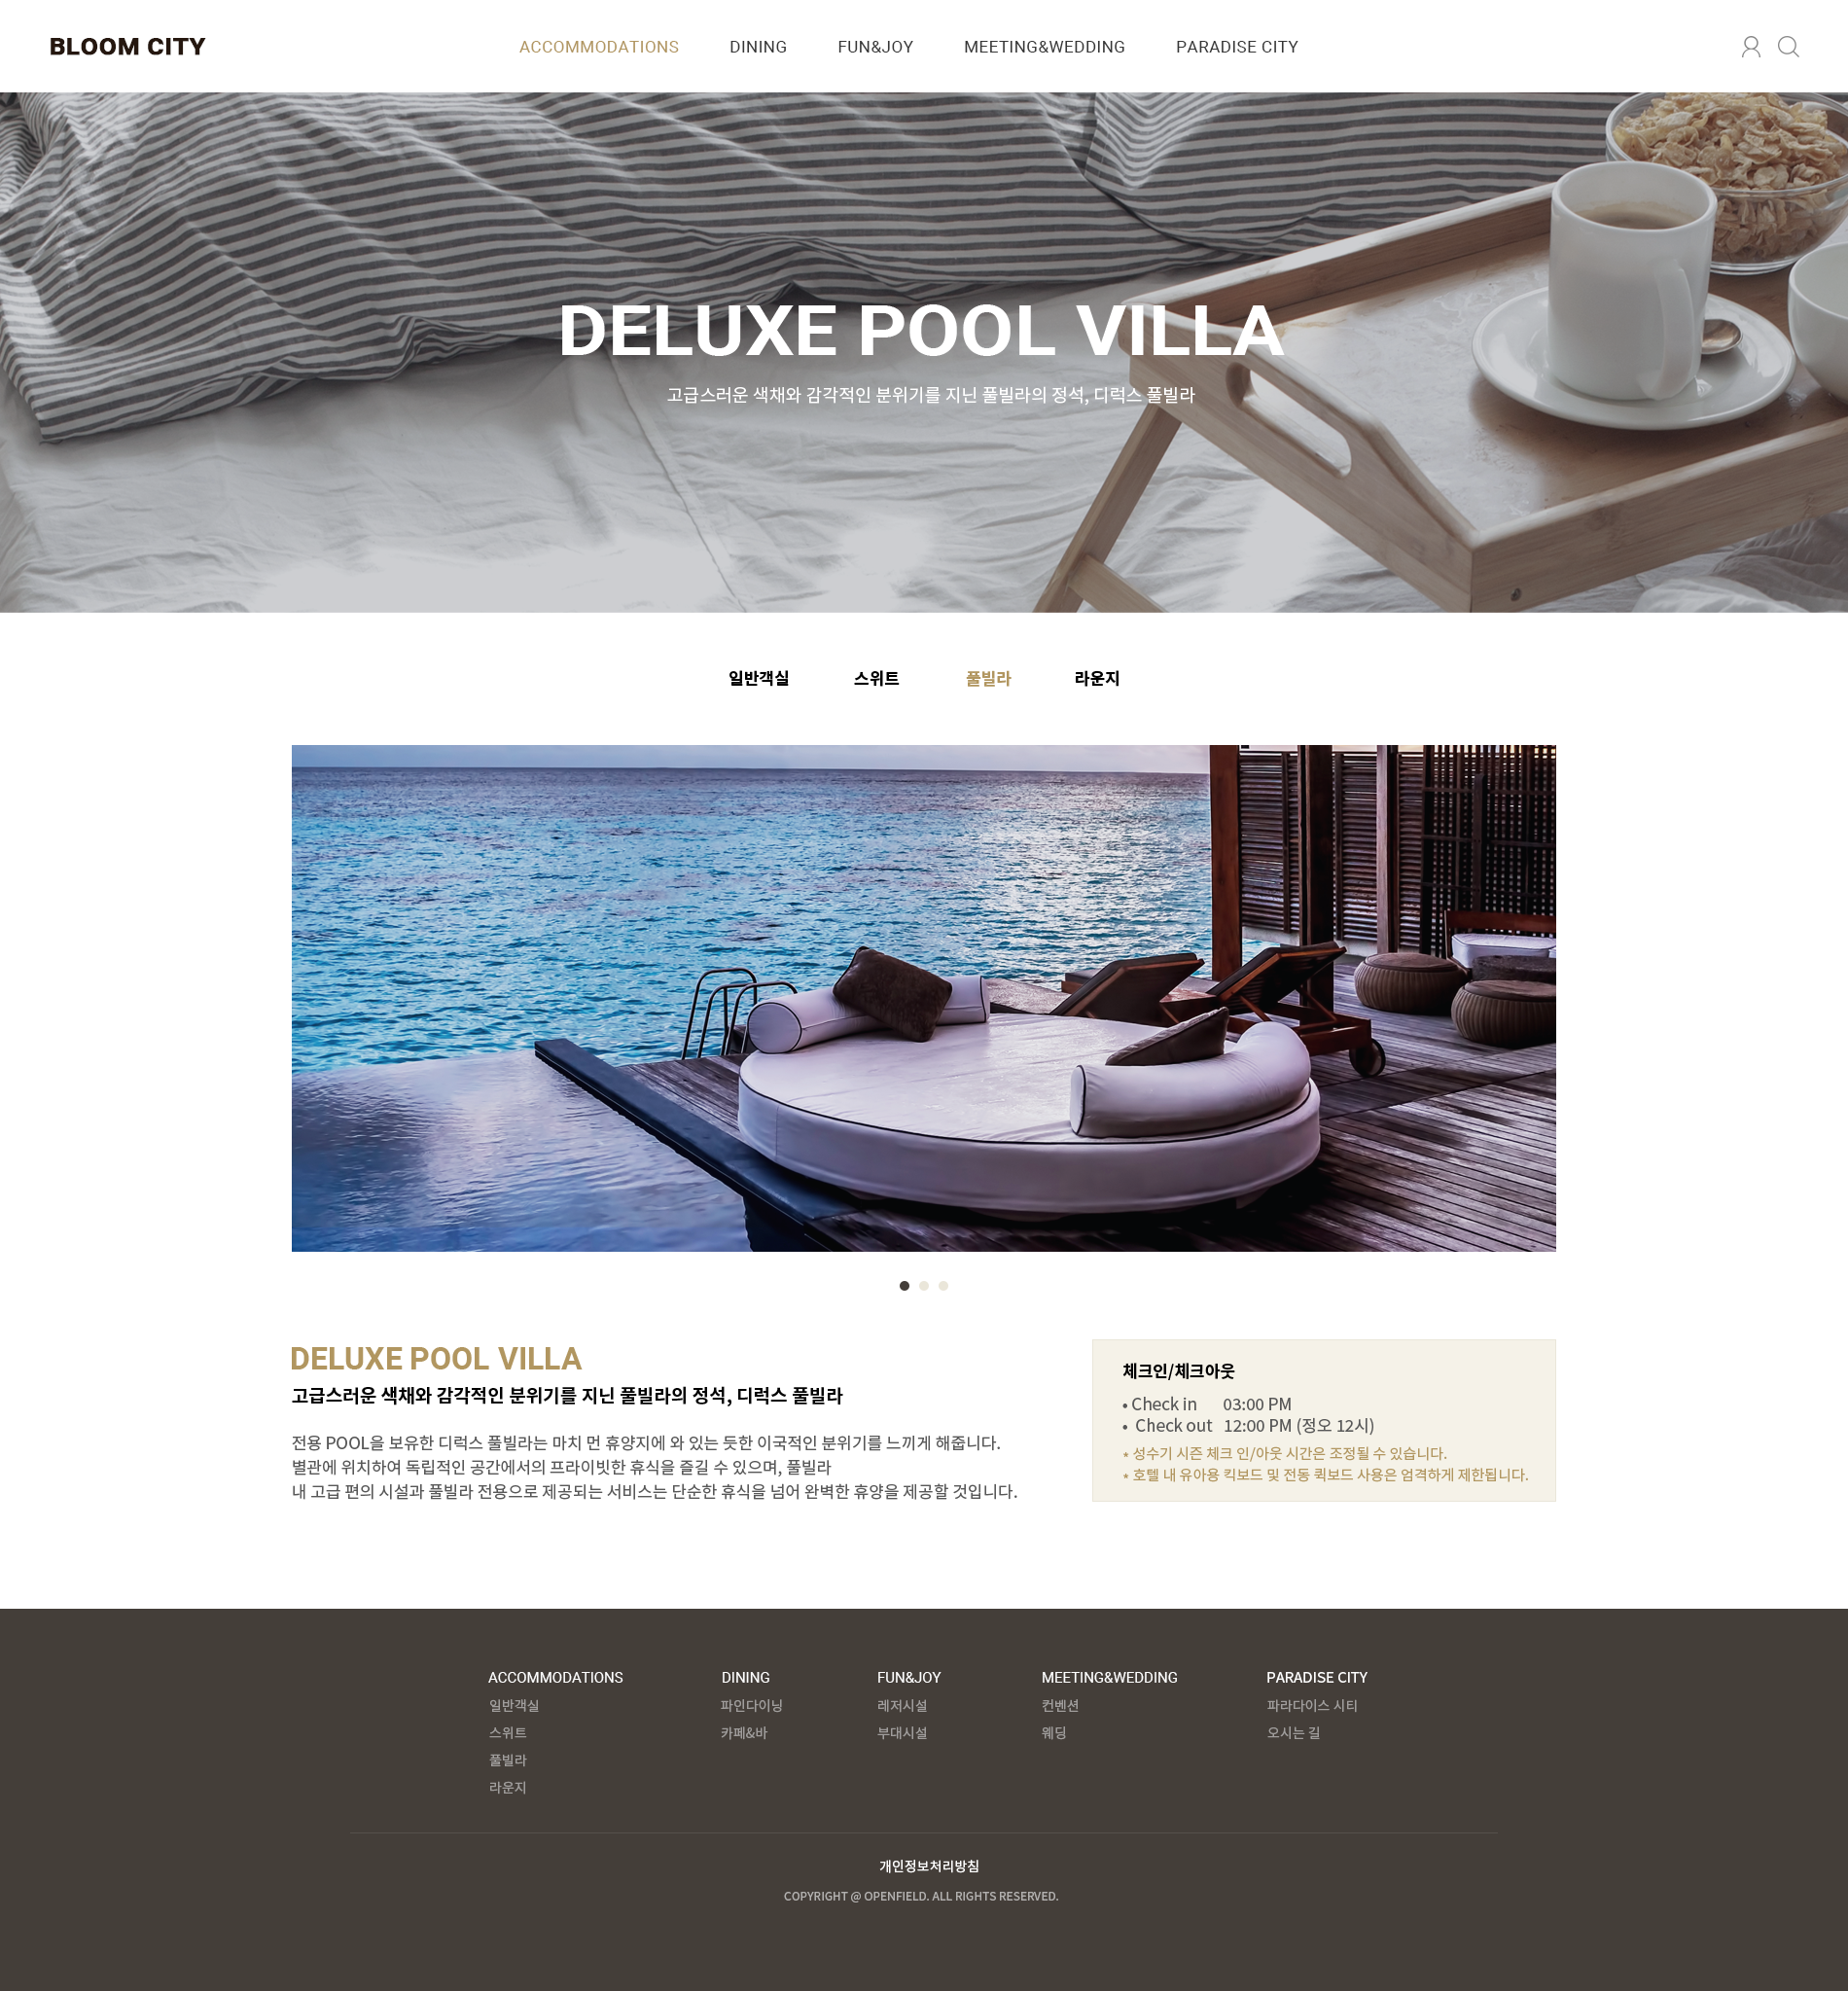 BLOOM CITY
ACCOMMODATIONS DINING FUN&JOY MEETING&WEDDING PARADISE CITY
DELUXE POOL VILLA
고급스러운 색채와 감각적인 분위기를 지닌 풀빌라의 정석, 디럭스 풀빌라
일반객실 스위트 풀빌라 라운지
DELUXE POOL VILLA
고급스러운 색채와 감각적인 분위기를 지닌 풀빌라의 정석, 디럭스 풀빌라
전용 POOL을 보유한 디럭스 풀빌라는 마치 먼 휴양지에 와 있는 듯한 이국적인 분위기를 느끼게 해줍니다.
별관에 위치하여 독립적인 공간에서의 프라이빗한 휴식을 즐길 수 있으며, 풀빌라
내 고급 편의 시설과 풀빌라 전용으로 제공되는 서비스는 단순한 휴식을 넘어 완벽한 휴양을 제공할 것입니다.
체크인/체크아웃
• Check in 03:00 PM
• Check out 12:00 PM (정오 12시)
* 성수기 시즌 체크 인/아웃 시간은 조정될 수 있습니다.
* 호텔 내 유아용 킥보드 및 전동 퀵보드 사용은 엄격하게 제한됩니다.
ACCOMMODATIONS DINING FUN&JOY MEETING&WEDDING PARADISE CITY
일반객실 파인다이닝 레저시설 컨벤션 파라다이스 시티
스위트 카페&바 부대시설 웨딩 오시는 길
풀빌라
라운지
개인정보처리방침
COPYRIGHT @ OPENFIELD. ALL RIGHTS RESERVED.